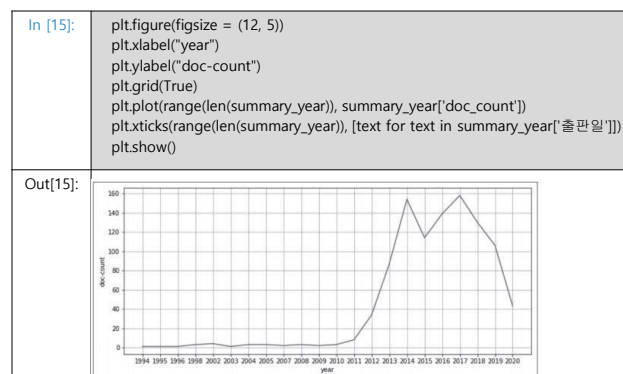 In [15]:
plt.figure(figsize = (12, 5))
plt.xlabel("year")
plt.ylabel("doc-count")
plt.grid(True)
plt.plot(range(len(summary_year)), summary_year['doc_count'])
plt.xticks(range(len(summary_year)), [text for text in summary_year['출판일']])
plt.show()
Out[15]:
160
140
120
100
80
60
40
20
0
doc-count
1994 1995 1996 1998 2002 2003 2004 2005 2007 2008 2009 2010 2011 2012 2013 2014 2015 2016 2017 2018 2019 2020
year